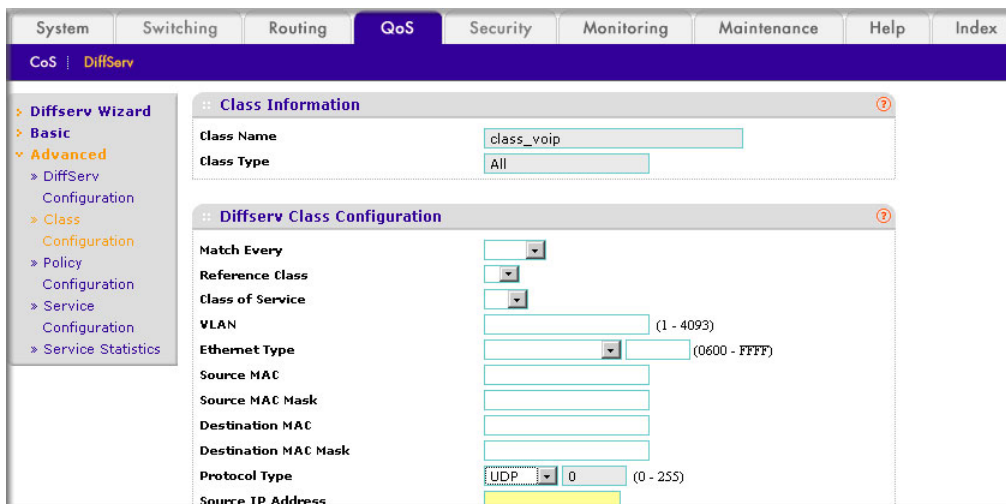 System Switching Routing QoS Security Monitoring Maintenance Help Index
CoS | DiffServ
Diffserv Wizard
Basic
Advanced
» DiffServ
Configuration
» Class
Configuration
» Policy
Configuration
» Service
Configuration
» Service Statistics
Class Information ?
Class Name class_voip
Class Type All
Diffserv Class Configuration ?
Match Every
Reference Class
Class of Service
VLAN (1 - 4093)
Ethernet Type (0600 - FFFF)
Source MAC
Source MAC Mask
Destination MAC
Destination MAC Mask
Protocol Type UDP 0 (0 - 255)
Source IP Address